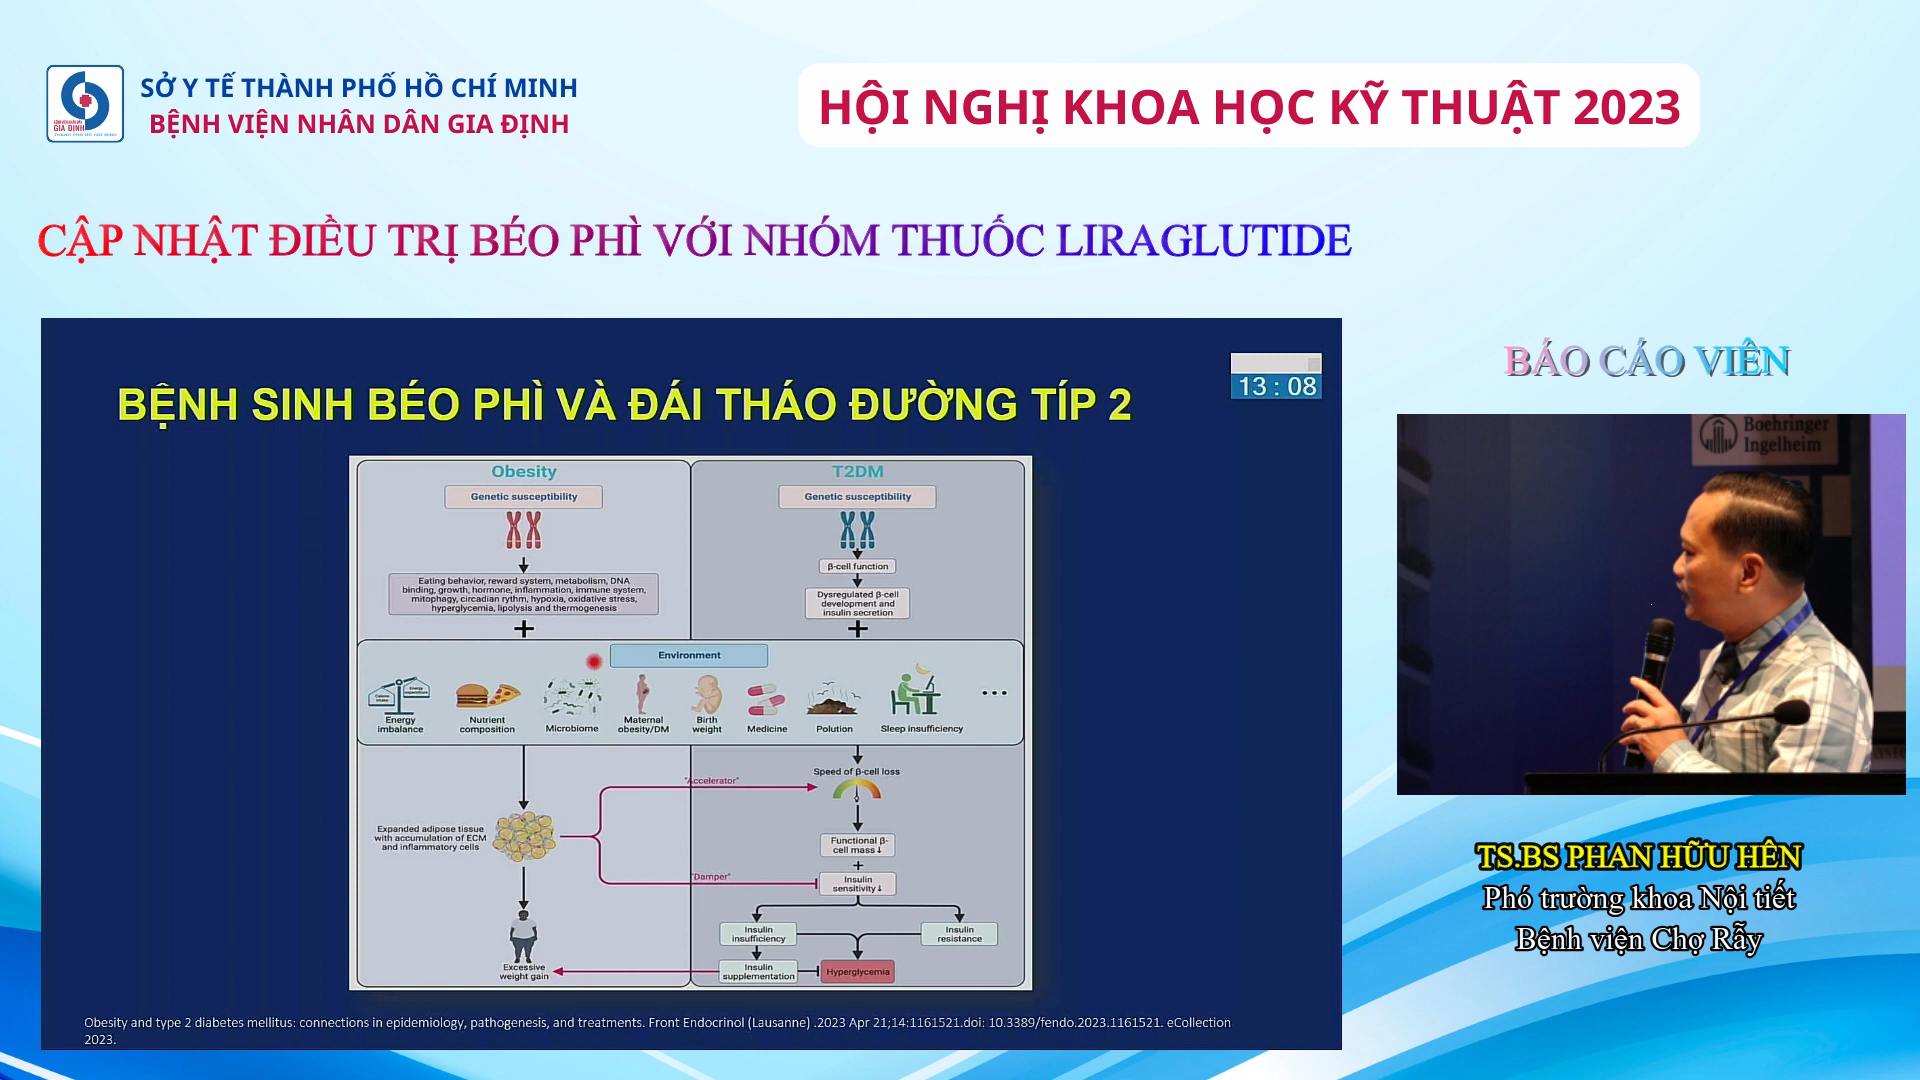 SỞ Y TẾ THÀNH PHỐ HỒ CHÍ MINH
BỆNH VIỆN NHÂN DÂN GIA ĐỊNH
GIA ĐỊNH
HỘI NGHỊ KHOA HỌC KỸ THUẬT 2023
CẬP NHẬT ĐIỀU TRỊ BÉO PHÌ VỚI NHÓM THUỐC LIRAGLUTIDE
BỆNH SINH BÉO PHÌ VÀ ĐÁI THÁO ĐƯỜNG TÍP 2
13 : 08
Obesity
Genetic susceptibility
Eating behavior, reward system, metabolism, DNA
binding, growth, hormone, inflammation, immune system,
mitophagy, circadian rythm, hypoxia, oxidative stress,
hyperglycemia, lipolysis and thermogenesis
+
T2DM
Genetic susceptibility
β-cell function
Dysregulated β-cell
development and
insulin secretion
+
Environment
Calorie
intake
Energy
expenditure
Energy
imbalance
Nutrient
composition
Microbiome
Maternal
obesity/DM
Birth
weight
Medicine
Polution
Sleep insufficiency
...
Expanded adipose tissue
with accumulation of ECM
and inflammatory cells
"Accelerator"
"Damper"
Speed of β-cell loss
Functional β-
cell mass↓
+
Insulin
sensitivity↓
Insulin
insufficiency
Insulin
resistance
Insulin
supplementation
Hyperglycemia
Excessive
weight gain
Obesity and type 2 diabetes mellitus: connections in epidemiology, pathogenesis, and treatments. Front Endocrinol (Lausanne) .2023 Apr 21;14:1161521.doi: 10.3389/fendo.2023.1161521. eCollection
2023.
BÁO CÁO VIÊN
Boehringer
Ingelheim
TS.BS PHAN HỮU HÊN
Phó trường khoa Nội tiết
Bệnh viện Chợ Rẫy